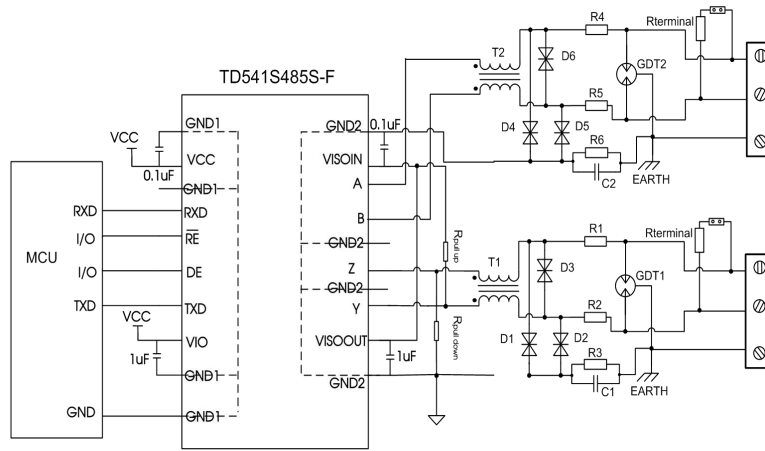 R4
Rterminal
T2
D6
GDT2
TD541S485S-F
R5
GND1
GND2
0.1uF
D4
D5
R6
VCC
VCC
VISOIN
0.1uF
C2
EARTH
GND1
A
RXD
RXD
B
Rterminal
R1
I/O
RE
Rpull up
MCU
GND2
Z
T1
D3
I/O
DE
GDT1
GND2
TXD
TXD
Y
R2
VCC
Rpull down
D1
D2
VIO
VISOOUT
R3
1uF
1uF
GND1
GND2
C1
EARTH
GND
GND1